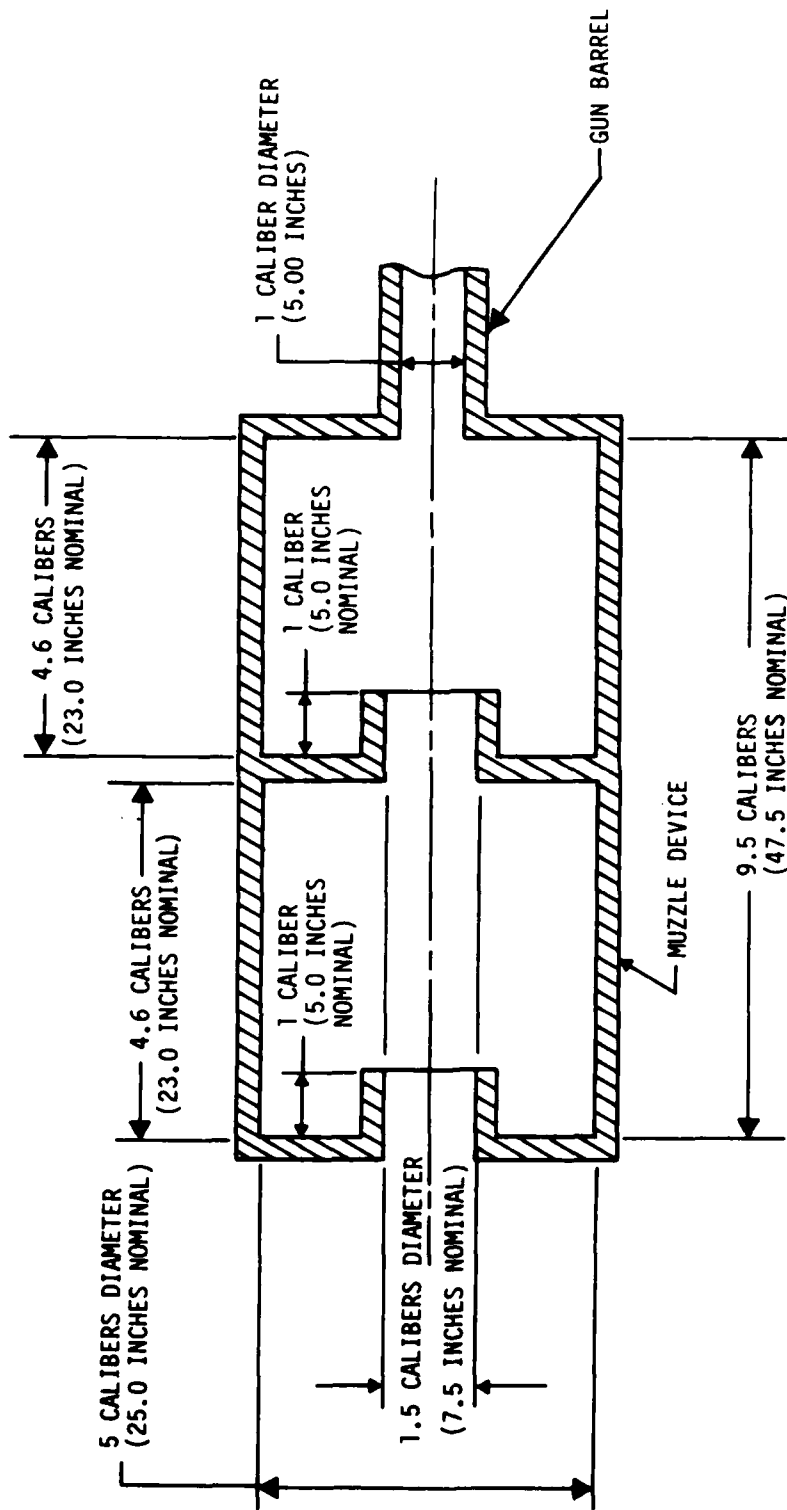 5 CALIBERS DIAMETER
(25.0 INCHES NOMINAL)
4.6 CALIBERS
(23.0 INCHES NOMINAL)
4.6 CALIBERS
(23.0 INCHES NOMINAL)
1 CALIBER DIAMETER
(5.00 INCHES)
1 CALIBER
(5.0 INCHES
NOMINAL)
1 CALIBER
(5.0 INCHES
NOMINAL)
1.5 CALIBERS DIAMETER
(7.5 INCHES NOMINAL)
GUN BARREL
MUZZLE DEVICE
9.5 CALIBERS
(47.5 INCHES NOMINAL)